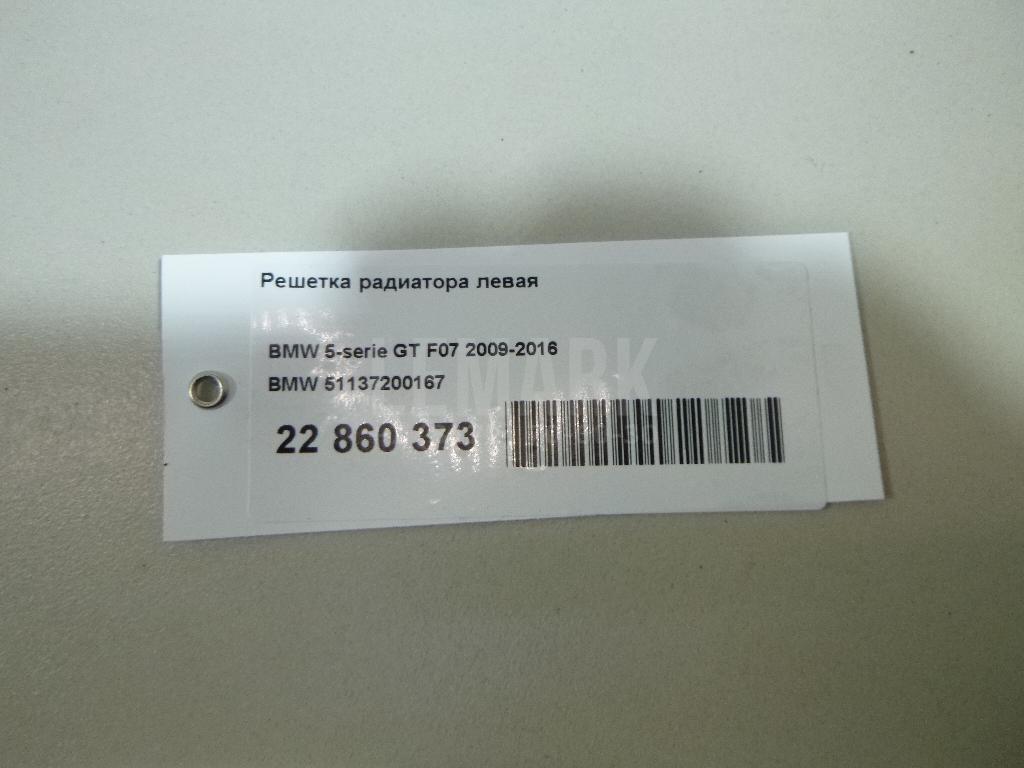 Решетка радиатора левая
BMW 5-serie GT F07 2009-2016
BMW 51137200167
22 860 373